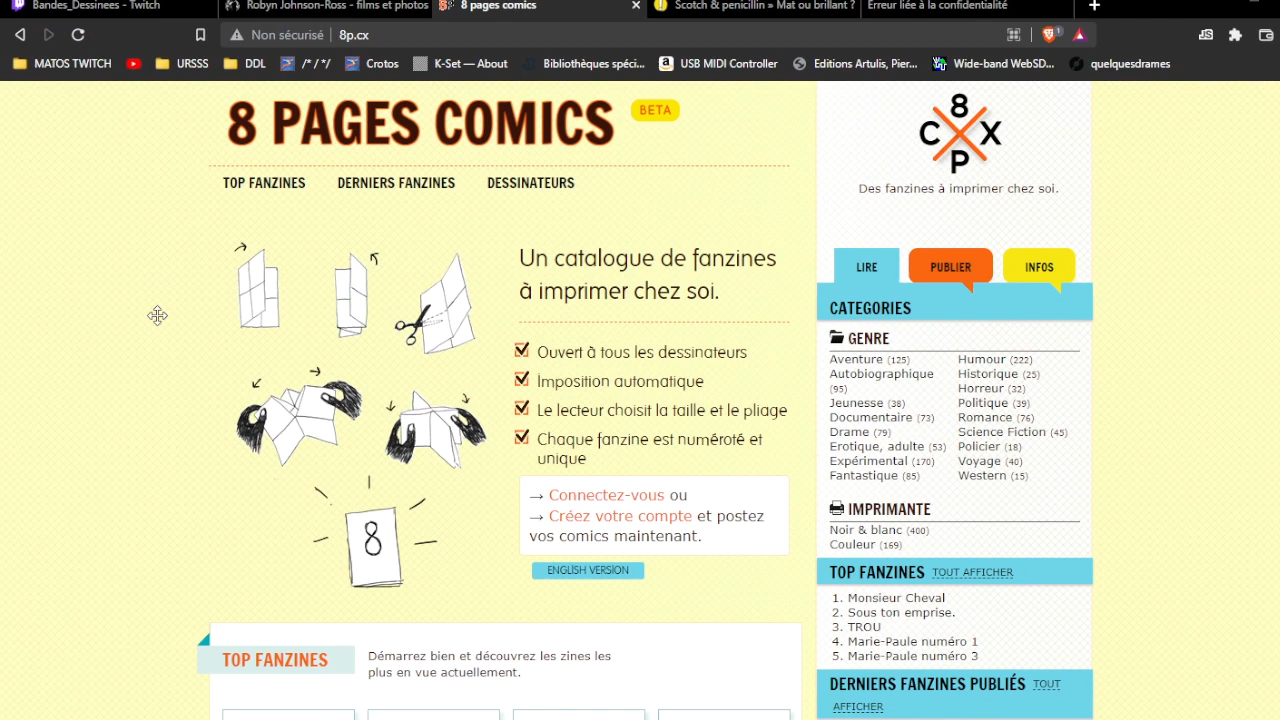 Bandes_Dessinees - Twitch
Robyn Johnson-Ross - films et photos
8 pages comics
Scotch & penicillin » Mat ou brillant ?
Erreur liée à la confidentialité
Non sécurisé
8p.cx
1
MATOS TWITCH
URSSS
DDL
/* / */
Crotos
K-Set — About
Bibliothèques spéci...
USB MIDI Controller
Editions Artulis, Pier...
Wide-band WebSD...
quelquesdrames
8 PAGES COMICS
BETA
TOP FANZINES
DERNIERS FANZINES
DESSINATEURS
Un catalogue de fanzines
à imprimer chez soi.
Ouvert à tous les dessinateurs
Imposition automatique
Le lecteur choisit la taille et le pliage
Chaque fanzine est numéroté et
unique
→ Connectez-vous ou
→ Créez votre compte et postez
vos comics maintenant.
ENGLISH VERSION
8
TOP FANZINES
Démarrez bien et découvrez les zines les
plus en vue actuellement.
8
C X
P
Des fanzines à imprimer chez soi.
LIRE
PUBLIER
INFOS
CATEGORIES
GENRE
Aventure (125)
Autobiographique
(95)
Jeunesse (38)
Documentaire (73)
Drame (79)
Erotique, adulte (53)
Expérimental (170)
Fantastique (85)
Humour (222)
Historique (25)
Horreur (32)
Politique (39)
Romance (76)
Science Fiction (45)
Policier (18)
Voyage (40)
Western (15)
IMPRIMANTE
Noir & blanc (400)
Couleur (169)
TOP FANZINES TOUT AFFICHER
1. Monsieur Cheval
2. Sous ton emprise.
3. TROU
4. Marie-Paule numéro 1
5. Marie-Paule numéro 3
DERNIERS FANZINES PUBLIÉS TOUT
AFFICHER